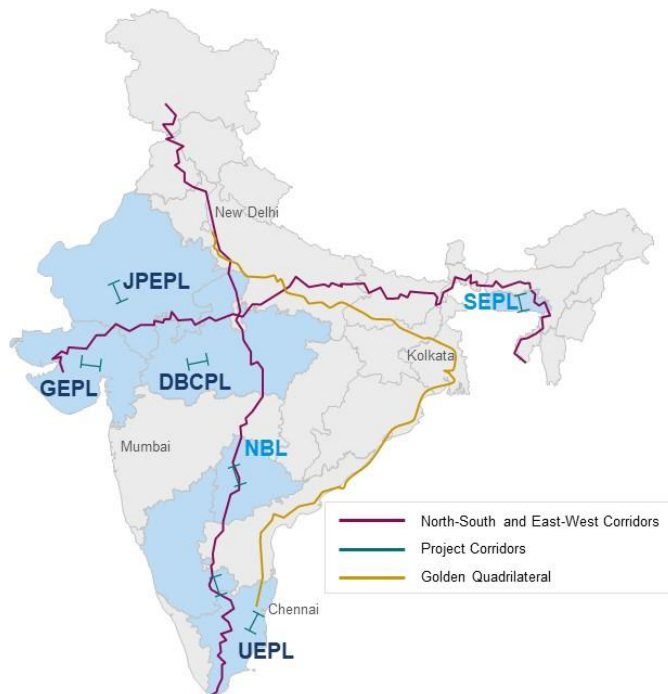 New Delhi
JPEPL
SEPL
Kolkata
GEPL
DBCPL
Mumbai
NBL
North-South and East-West Corridors
Project Corridors
Golden Quadrilateral
Chennai
UEPL